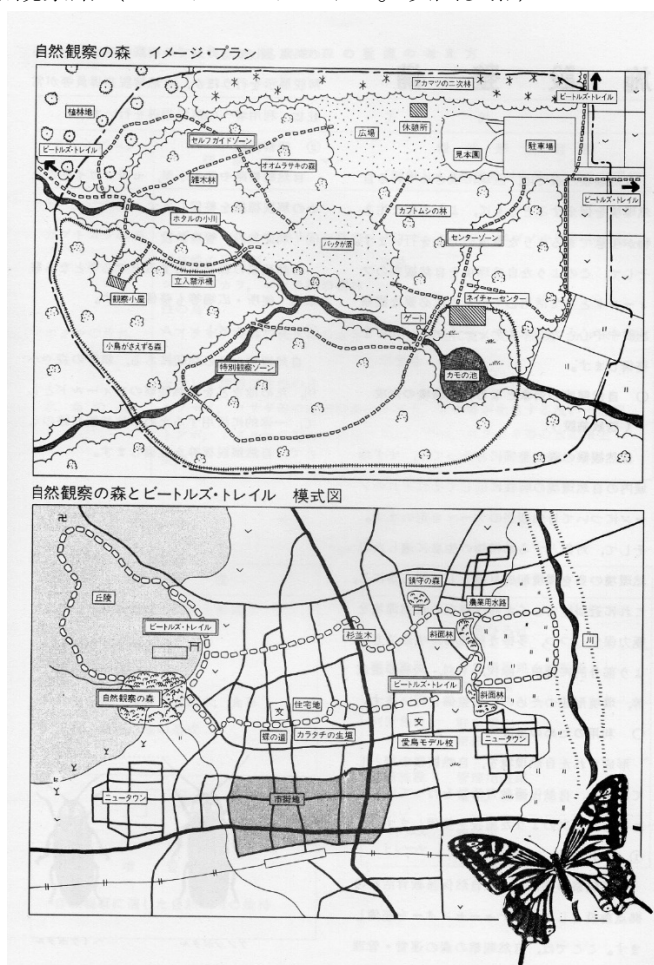 自然観察の森 イメージ・プラン
アカマツの二次林
ビートルズ・トレイル
植林地
広場
休憩所
見本園
駐車場
セルフガイドゾーン
ビートルズ・トレイル
オオムラサキの森
雑木林
ビートルズ・トレイル
ホタルの小川
カブトムシの林
バッタが原
センターゾーン
立入禁示柵
観察小屋
ネイチャーセンター
ゲート
小鳥がさえずる森
特別観察ゾーン
カモの池
自然観察の森とビートルズ・トレイル 模式図
卍
丘陵
鎮守の森
農業用水路
ビートルズ・トレイル
杉並木
斜面林
川
自然観察の森
ビートルズ・トレイル
文
住宅地
斜面林
蝶の道
カラタチの生垣
文
愛鳥モデル校
ニュータウン
ニュータウン
市街地